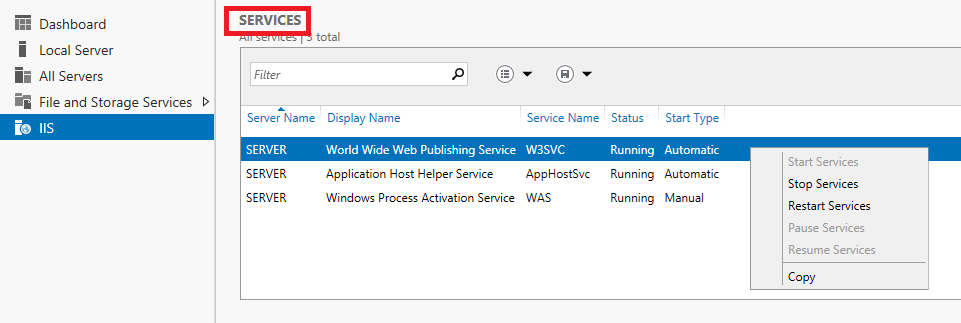 Dashboard
Local Server
All Servers
File and Storage Services
IIS
SERVICES
All services | 3 total
Filter
Server Name Display Name Service Name Status Start Type
SERVER World Wide Web Publishing Service W3SVC Running Automatic
SERVER Application Host Helper Service AppHostSvc Running Automatic
SERVER Windows Process Activation Service WAS Running Manual
Start Services
Stop Services
Restart Services
Pause Services
Resume Services
Copy